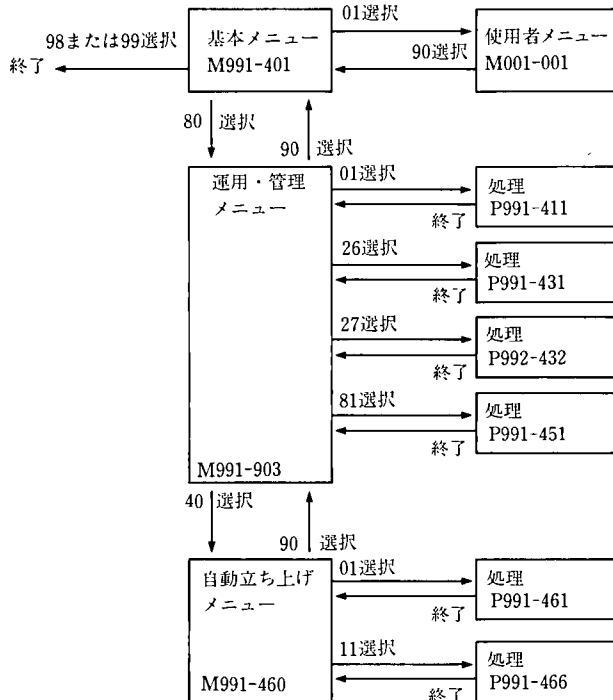 98または99選択
終了
基本メニュー
M991-401
01選択
90選択
使用者メニュー
M001-001
80 選択
90 選択
運用・管理
メニュー
M991-903
01選択
終了
処理
P991-411
26選択
終了
処理
P991-431
27選択
終了
処理
P992-432
81選択
終了
処理
P991-451
40 選択
90 選択
自動立ち上げ
メニュー
M991-460
01選択
終了
処理
P991-461
11選択
終了
処理
P991-466